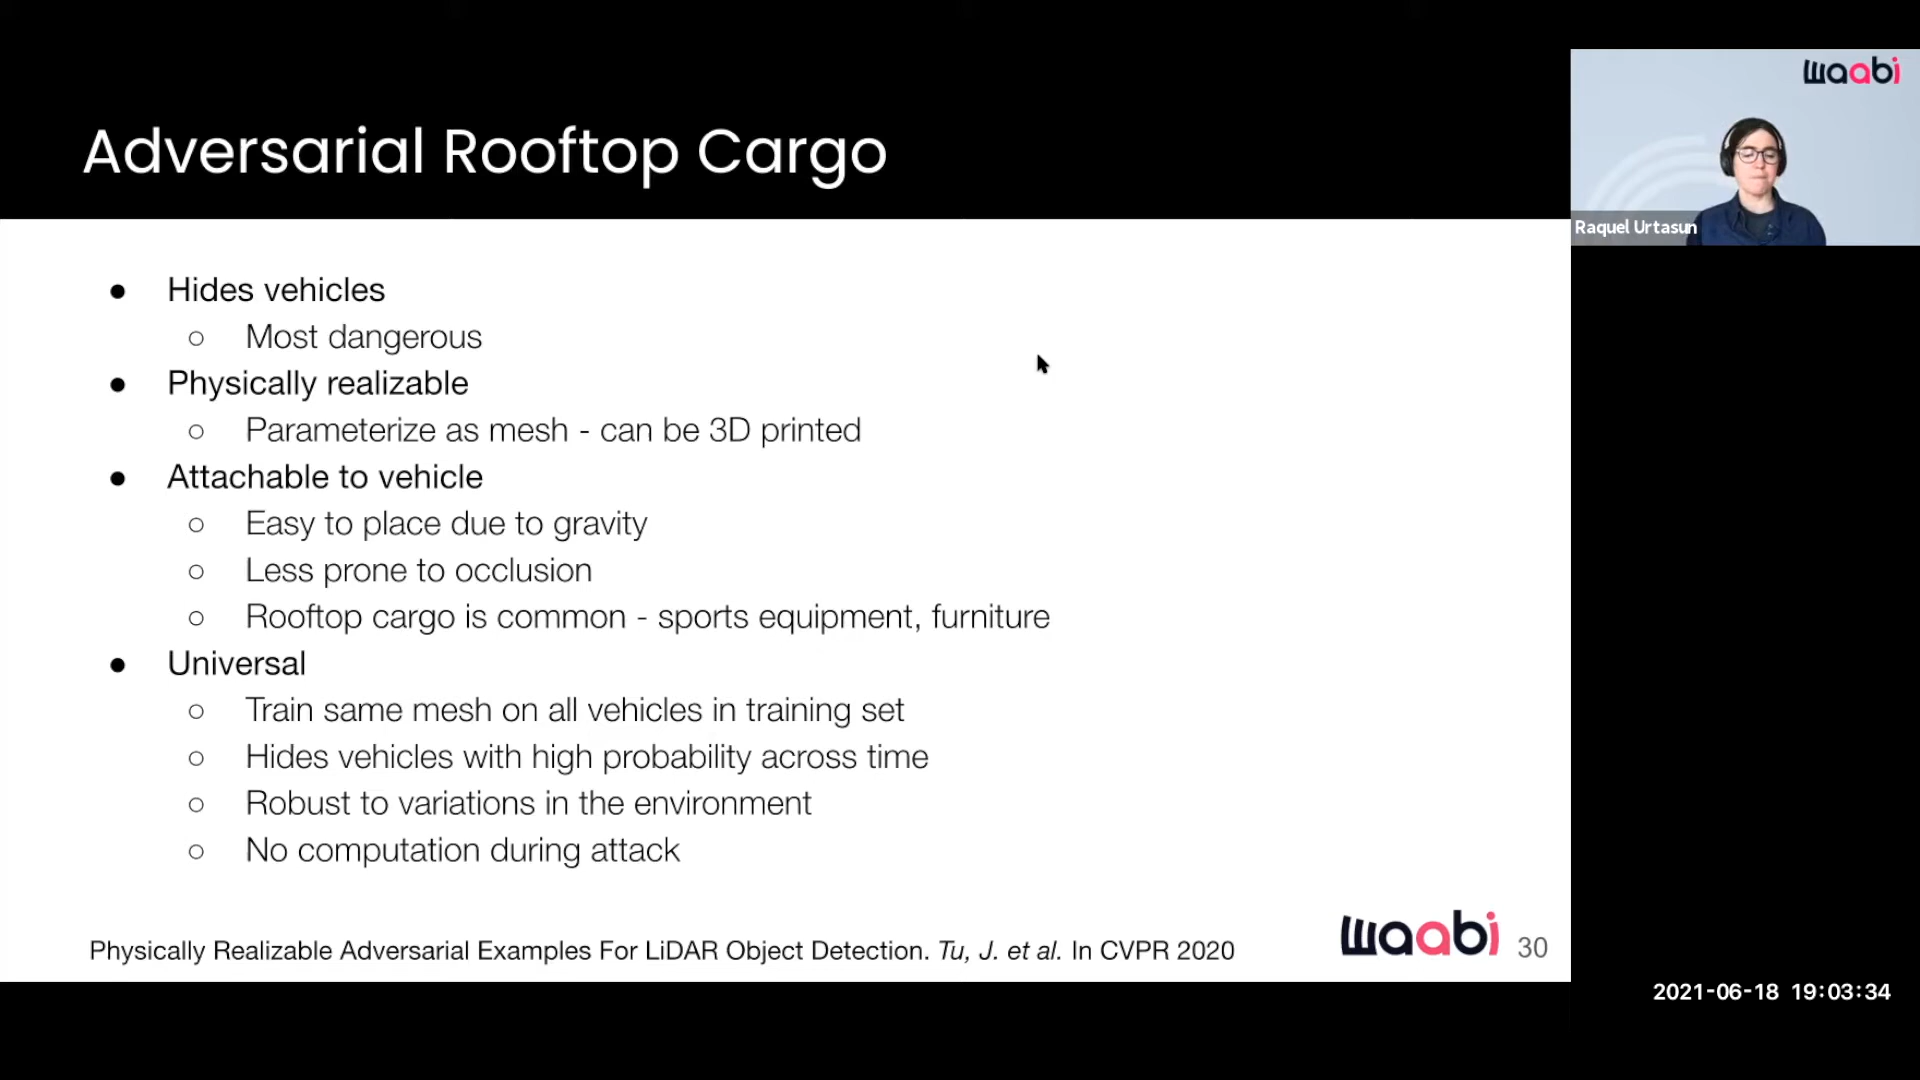 waabi
Adversarial Rooftop Cargo
Raquel Urtasun
● Hides vehicles
○ Most dangerous
● Physically realizable
○ Parameterize as mesh - can be 3D printed
● Attachable to vehicle
○ Easy to place due to gravity
○ Less prone to occlusion
○ Rooftop cargo is common - sports equipment, furniture
● Universal
○ Train same mesh on all vehicles in training set
○ Hides vehicles with high probability across time
○ Robust to variations in the environment
○ No computation during attack
Physically Realizable Adversarial Examples For LiDAR Object Detection. Tu, J. et al. In CVPR 2020
waabi 30
2021-06-18 19:03:34